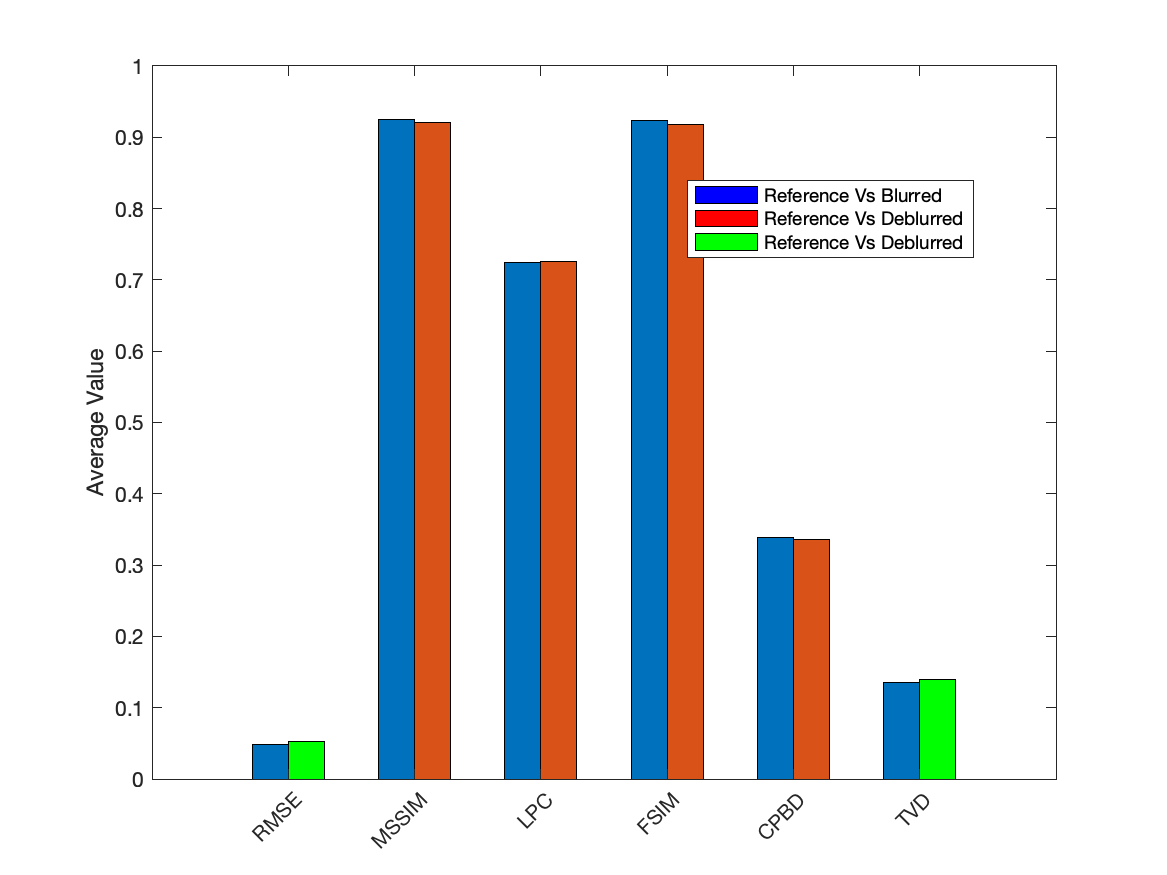 1
0.9
0.8
0.7
0.6
0.5
0.4
0.3
0.2
0.1
0
Average Value
Reference Vs Blurred
Reference Vs Deblurred
Reference Vs Deblurred
RMSE
MSSIM
LPC
FSIM
CPBD
TVD